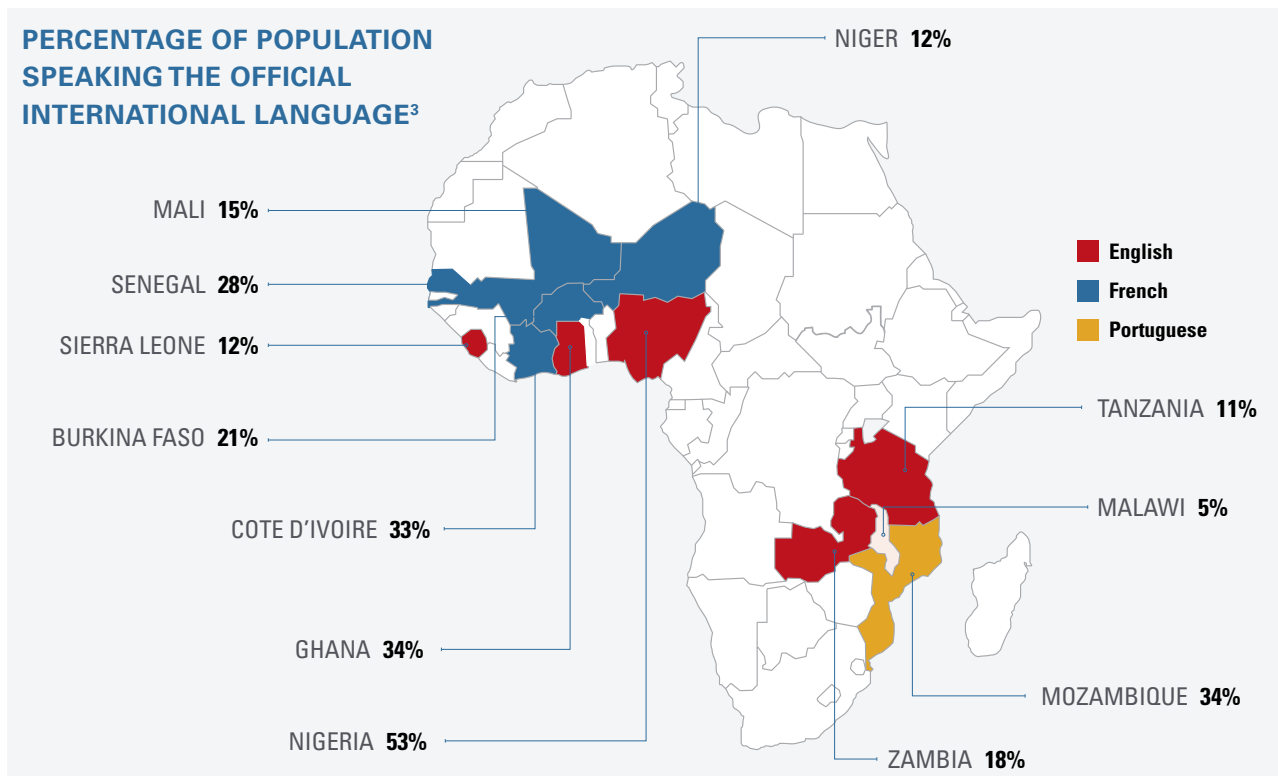 PERCENTAGE OF POPULATION
SPEAKING THE OFFICIAL
INTERNATIONAL LANGUAGE³
NIGER 12%
MALI 15%
SENEGAL 28%
SIERRA LEONE 12%
BURKINA FASO 21%
COTE D'IVOIRE 33%
GHANA 34%
NIGERIA 53%
English
French
Portuguese
TANZANIA 11%
MALAWI 5%
MOZAMBIQUE 34%
ZAMBIA 18%